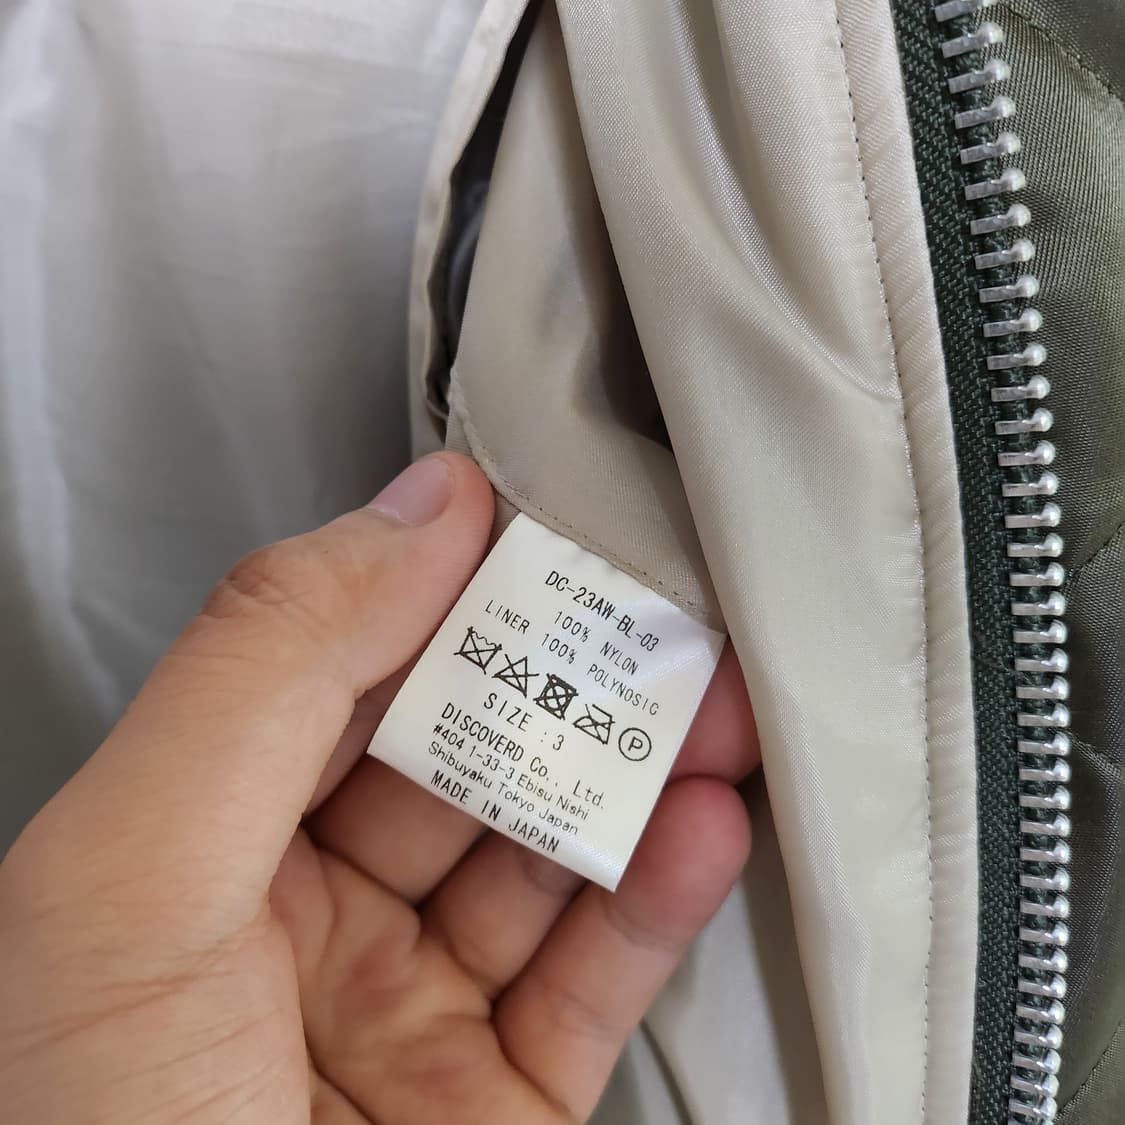 DC-23AW-BL-03
100% NYLON
LINER 100% POLYNOSIC
P
SIZE : 3
DISCOVERD Co., Ltd.
#404 1-33-3 Ebisu Nishi
Shibuyaku Tokyo Japan
MADE IN JAPAN